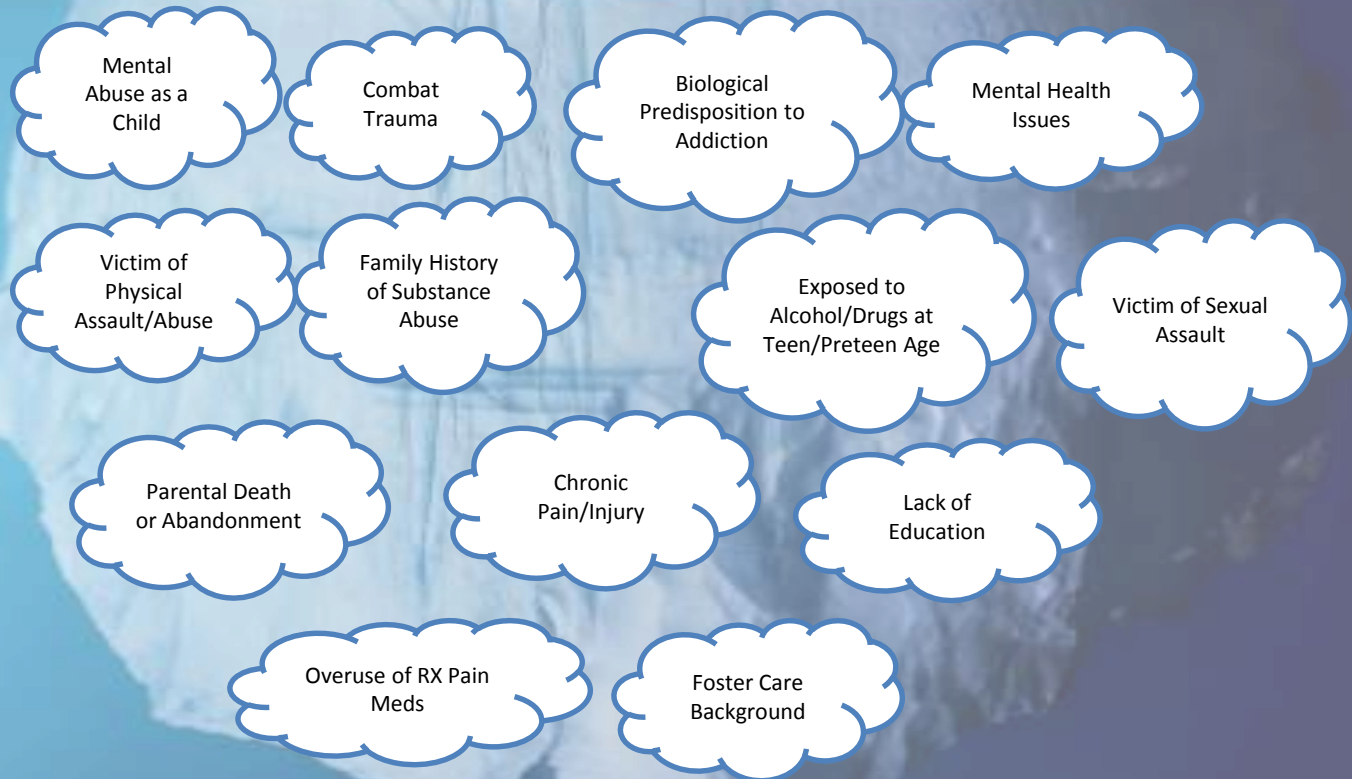 Mental
Abuse as a
Child
Combat
Trauma
Biological
Predisposition to
Addiction
Mental Health
Issues
Victim of
Physical
Assault/Abuse
Family History
of Substance
Abuse
Exposed to
Alcohol/Drugs at
Teen/Preteen Age
Victim of Sexual
Assault
Parental Death
or Abandonment
Chronic
Pain/Injury
Lack of
Education
Overuse of RX Pain
Meds
Foster Care
Background